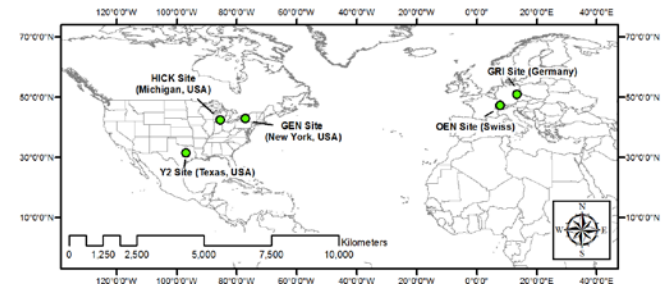 120°0'0"W 100°0'0"W 80°0'0"W 60°0'0"W 40°0'0"W 20°0'0"W 0°0'0" 20°0'0"E 40°0'0"E
70°0'0"N 70°0'0"N
HICK Site
(Michigan, USA)
GRI Site (Germany)
50°0'0"N 50°0'0"N
GEN Site
(New York, USA)
OEN Site (Swiss)
30°0'0"N 30°0'0"N
Y2 Site (Texas, USA)
10°0'0"N 10°0'0"N
N
W E
S
Kilometers
0 1,250 2,500 5,000 7,500 10,000
120°0'0"W 100°0'0"W 80°0'0"W 60°0'0"W 40°0'0"W 20°0'0"W 0°0'0" 20°0'0"E 40°0'0"E